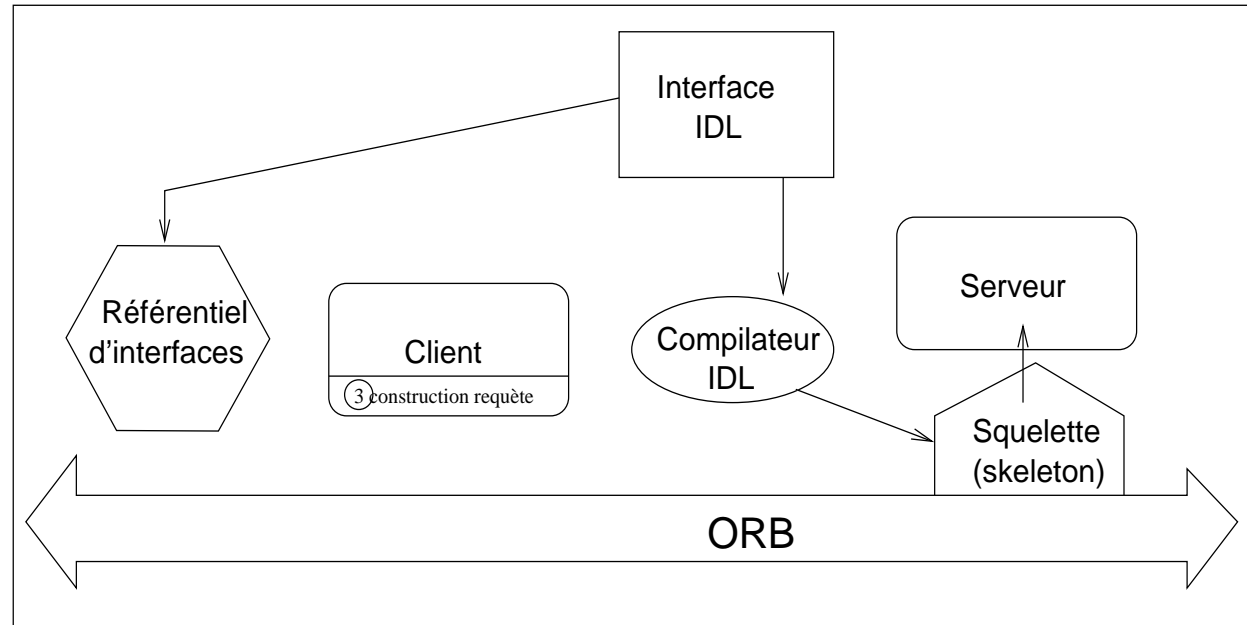 Interface
IDL
Référentiel
d'interfaces
Client
3 construction requète
Compilateur
IDL
Serveur
Squelette
(skeleton)
ORB